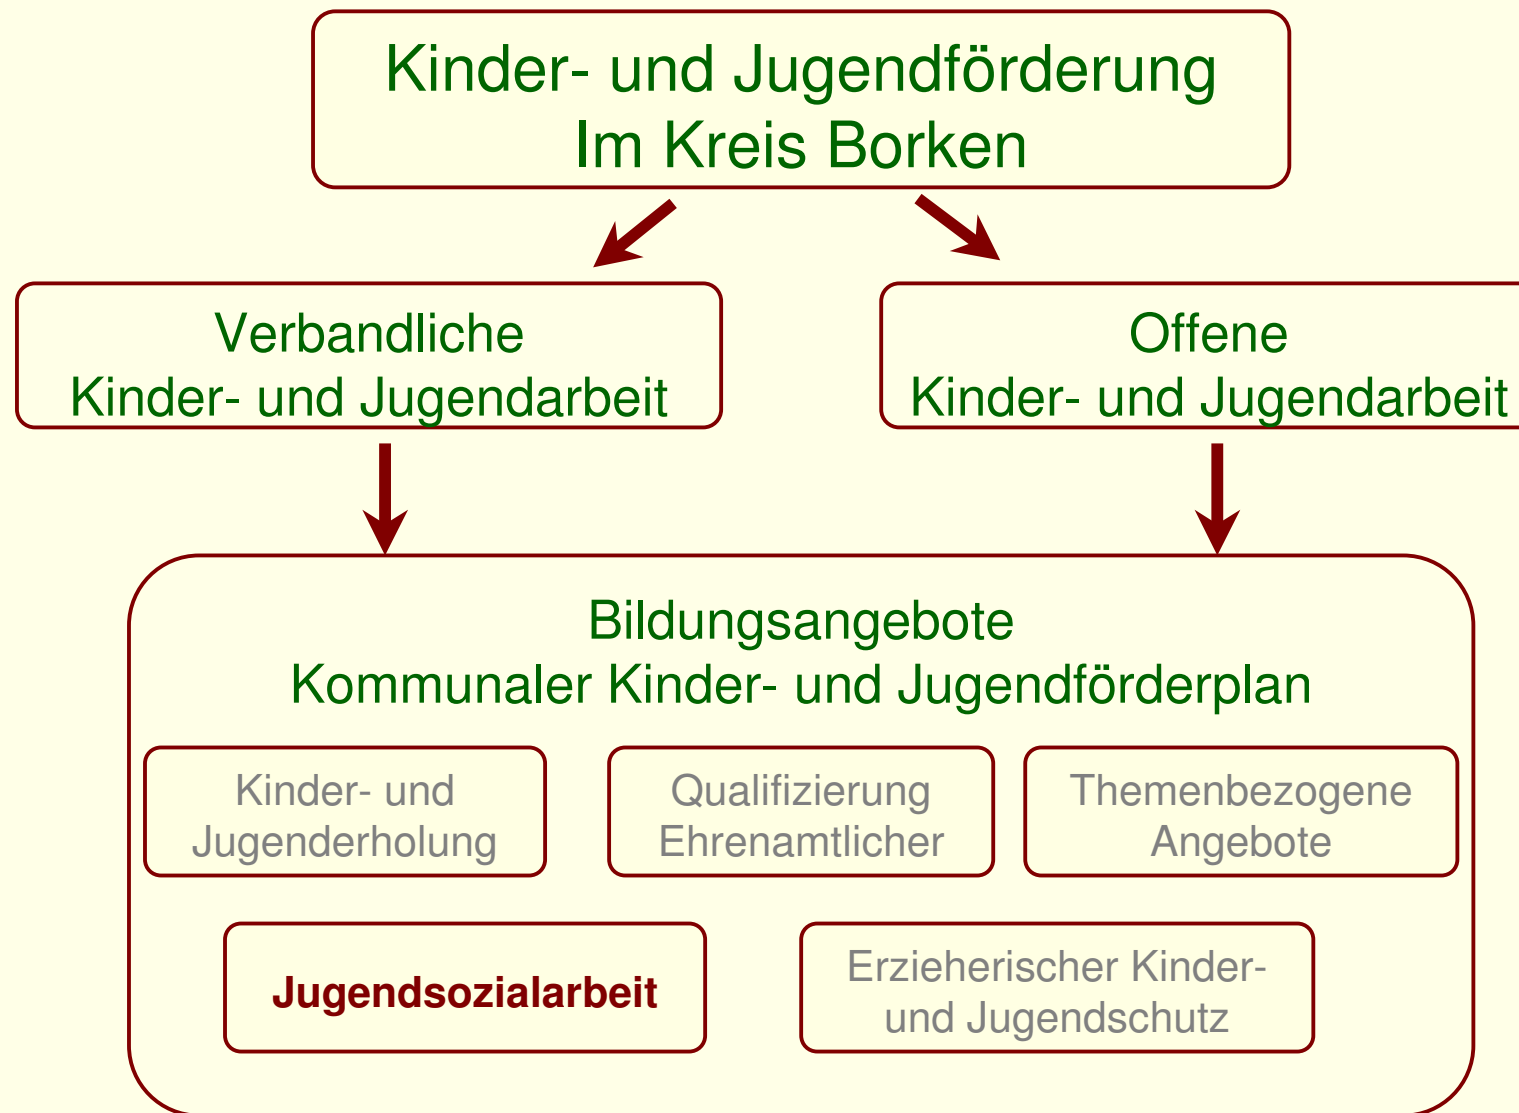 Kinder- und Jugendförderung
Im Kreis Borken
Verbandliche
Kinder- und Jugendarbeit
Offene
Kinder- und Jugendarbeit
Bildungsangebote
Kommunaler Kinder- und Jugendförderplan
Kinder- und
Jugenderholung
Qualifizierung
Ehrenamtlicher
Themenbezogene
Angebote
Jugendsozialarbeit
Erzieherischer Kinder-
und Jugendschutz